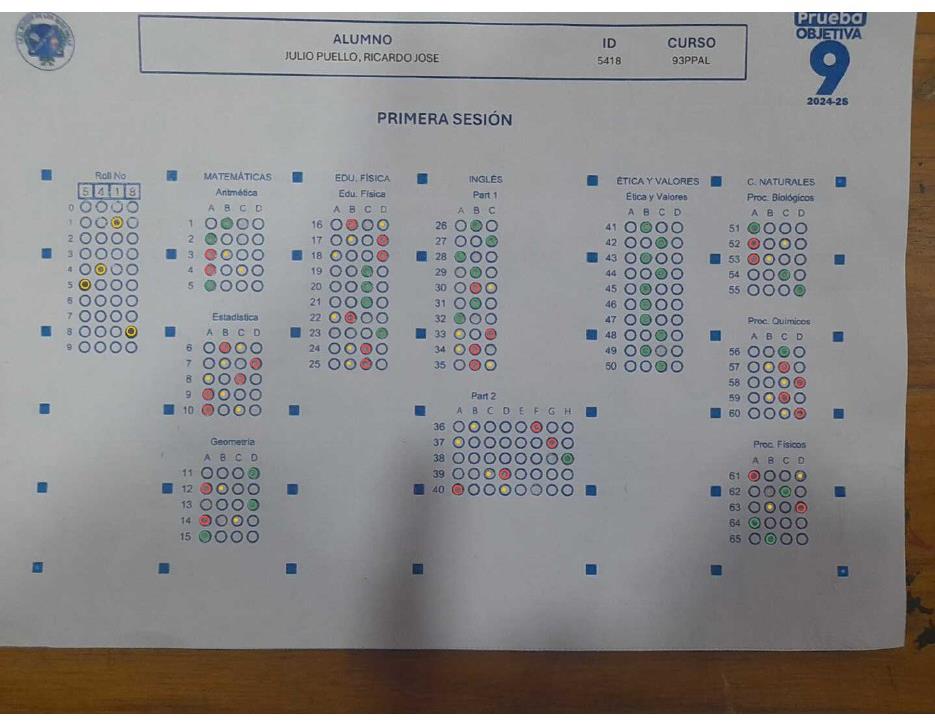 Prueba
OBJETIVA
9
2024-25
ALUMNO
JULIO PUELLO, RICARDO JOSE
ID
5418
CURSO
93PPAL
PRIMERA SESIÓN
Roll No
5 4 1 8
0
1
2
3
4
5
6
7
8
9
MATEMÁTICAS
Aritmética
A B C D
1
2
3
4
5
Estadística
A B C D
6
7
8
9
10
Geometría
A B C D
11
12
13
14
15
EDU. FÍSICA
Edu. Física
A B C D
16
17
18
19
20
21
22
23
24
25
INGLÉS
Part 1
A B C
26
27
28
29
30
31
32
33
34
35
Part 2
A B C D E F G H
36
37
38
39
40
ÉTICA Y VALORES
Ética y Valores
A B C D
41
42
43
44
45
46
47
48
49
50
C. NATURALES
Proc. Biológicos
A B C D
51
52
53
54
55
Proc. Químicos
A B C D
56
57
58
59
60
Proc. Físicos
A B C D
61
62
63
64
65